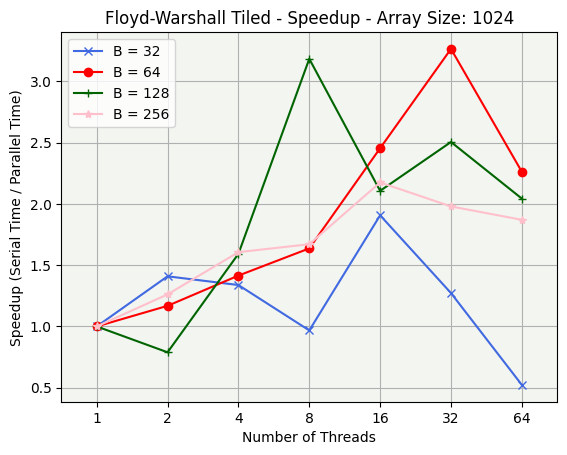 Floyd-Warshall Tiled - Speedup - Array Size: 1024
B = 32
B = 64
B = 128
B = 256
Speedup (Serial Time / Parallel Time)
3.0
2.5
2.0
1.5
1.0
0.5
1 2 4 8 16 32 64
Number of Threads